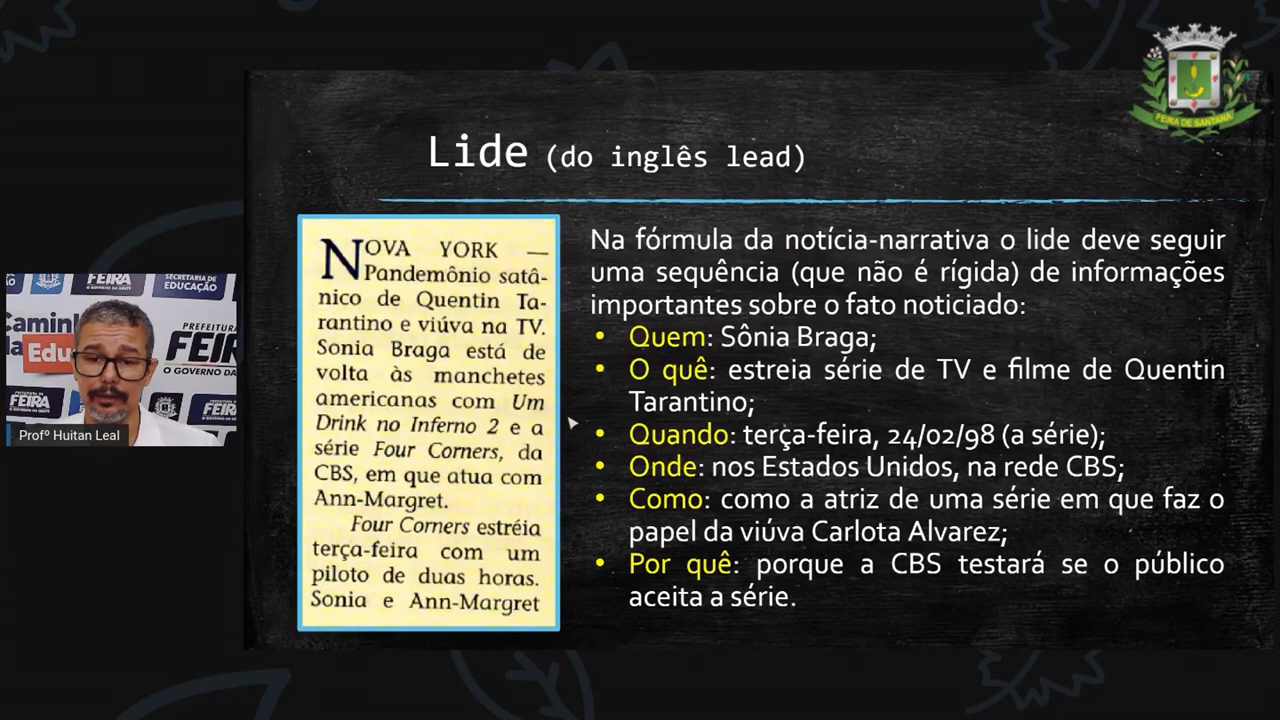 FEIRA DE SANTANA
Lide (do inglês lead)
NOVA YORK —
Pandemônio satâ-
nico de Quentin Ta-
rantino e viúva na TV.
Sonia Braga está de
volta às manchetes
americanas com Um
Drink no Inferno 2 e a
série Four Corners, da
CBS, em que atua com
Ann-Margret.
Four Corners estréia
terça-feira com um
piloto de duas horas.
Sonia e Ann-Margret
Na fórmula da notícia-narrativa o lide deve seguir
uma sequência (que não é rígida) de informações
importantes sobre o fato noticiado:
• Quem: Sônia Braga;
• O quê: estreia série de TV e filme de Quentin
Tarantino;
• Quando: terça-feira, 24/02/98 (a série);
• Onde: nos Estados Unidos, na rede CBS;
• Como: como a atriz de uma série em que faz o
papel da viúva Carlota Alvarez;
• Por quê: porque a CBS testará se o público
aceita a série.
FEIRA
SECRETARIA DE
EDUCAÇÃO
Caminh
da Edu
PREFEITURA
FEIR
O GOVERNO DA
FEIR
Profº Huitan Leal